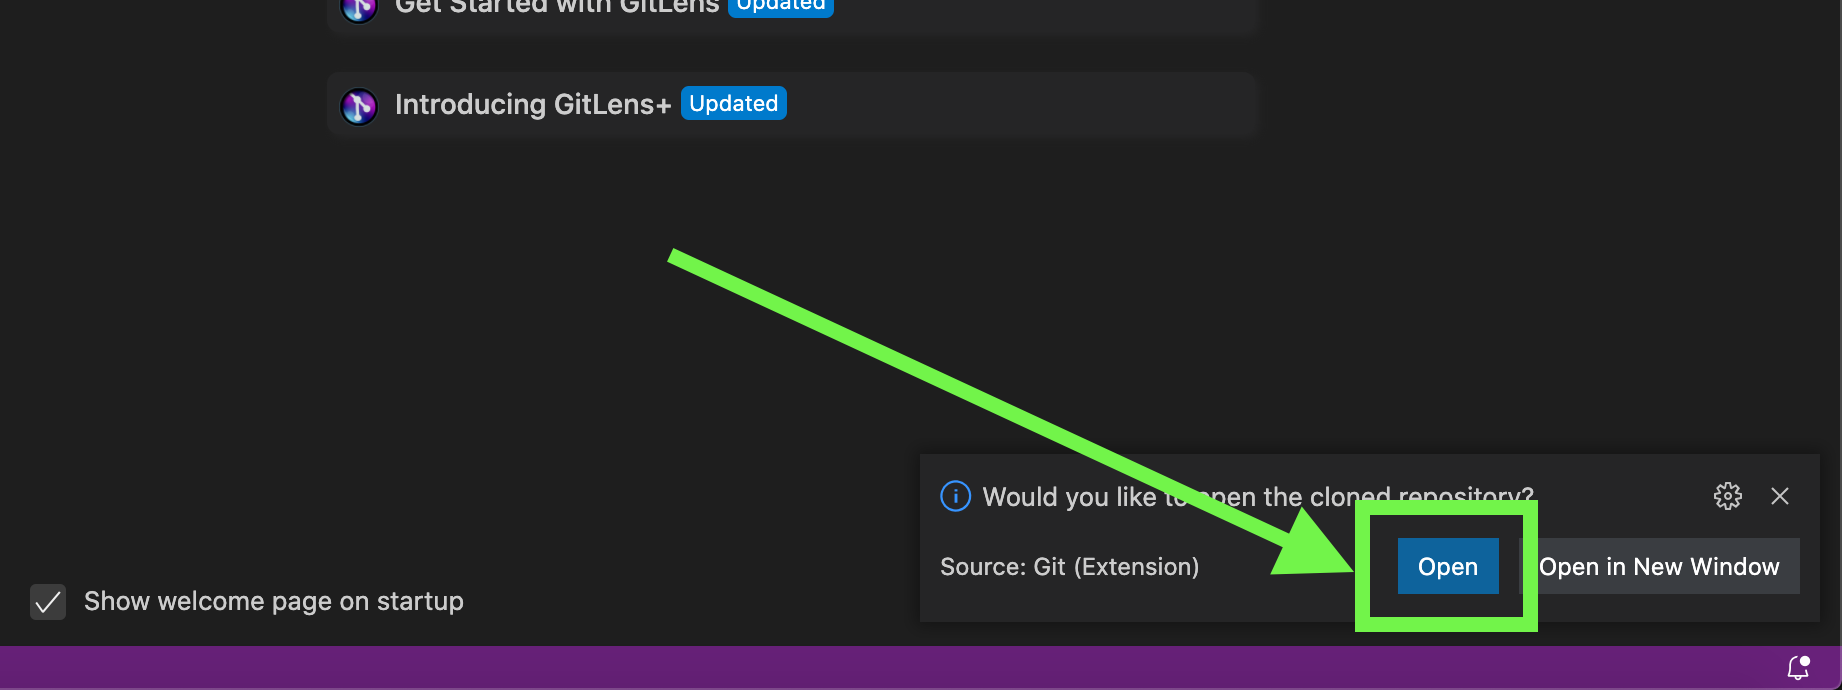 Get Started with GitLens Updated
Introducing GitLens+ Updated
Would you like to open the cloned repository?
Source: Git (Extension)
Open
Open in New Window
Show welcome page on startup